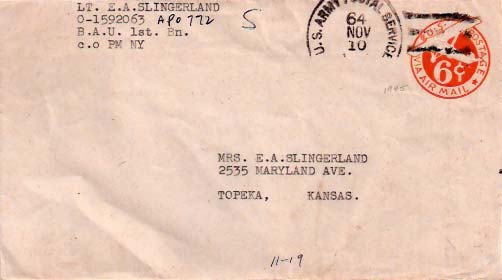 LT. E.A.SLINGERLAND
O-1592063 APO 772 S
B.A.U. 1st. Bn.
c.o PM NY
U.S. ARMY POSTAL SERVICE
64
NOV
10
U.S. POSTAGE
6¢
VIA AIR MAIL
1945
MRS. E.A.SLINGERLAND
2535 MARYLAND AVE.
TOPEKA, KANSAS.
11-19